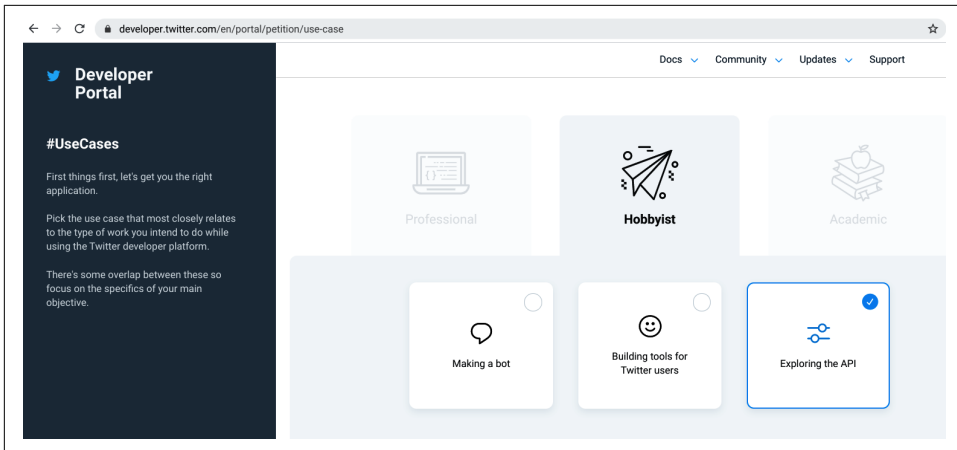 developer.twitter.com/en/portal/petition/use-case
Developer
Portal
Docs
Community
Updates
Support
#UseCases
First things first, let's get you the right
application.
Pick the use case that most closely relates
to the type of work you intend to do while
using the Twitter developer platform.
There's some overlap between these so
focus on the specifics of your main
objective.
Professional
Hobbyist
Academic
Making a bot
Building tools for
Twitter users
Exploring the API